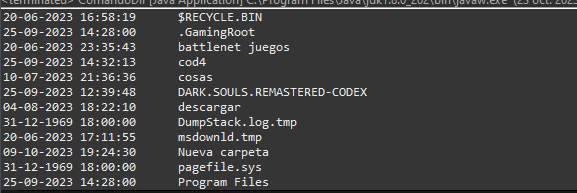 <terminated> ComandoDir [Java Application] C:\Program Files\Java\jdk1.8.0_202\bin\javaw.exe (25 oct. 202
20-06-2023 16:58:19 $RECYCLE.BIN
25-09-2023 14:28:00 .GamingRoot
20-06-2023 23:35:43 battlenet juegos
25-09-2023 14:32:13 cod4
10-07-2023 21:36:36 cosas
25-09-2023 12:39:48 DARK.SOULS.REMASTERED-CODEX
04-08-2023 18:22:10 descargar
31-12-1969 18:00:00 DumpStack.log.tmp
20-06-2023 17:11:55 msdownld.tmp
09-10-2023 19:24:30 Nueva carpeta
31-12-1969 18:00:00 pagefile.sys
25-09-2023 14:28:00 Program Files